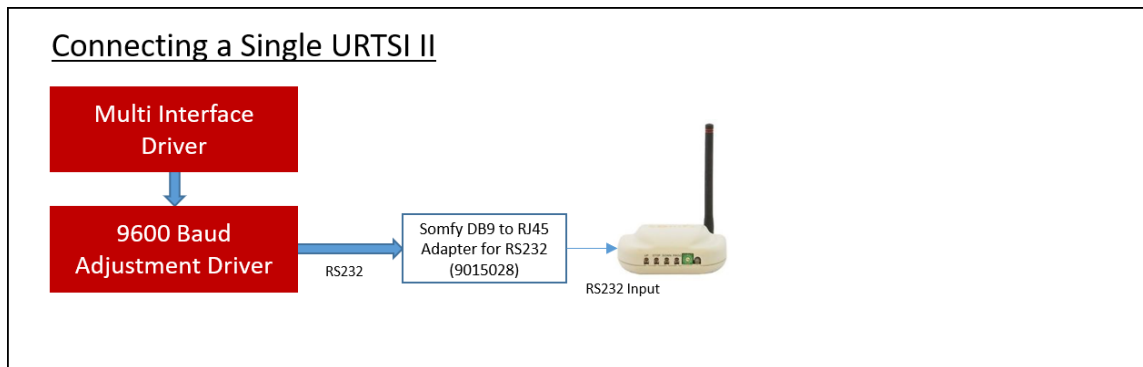 Connecting a Single URTSI II
Multi Interface
Driver
9600 Baud
Adjustment Driver
RS232
Somfy DB9 to RJ45
Adapter for RS232
(9015028)
RS232 Input